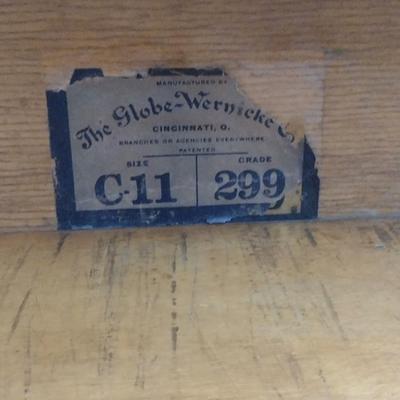 MANUFACTURED BY
The Globe-Wernicke Co
CINCINNATI, O.
BRANCHES OR AGENCIES EVERYWHERE
PATENTED
SIZE GRADE
C-11 299